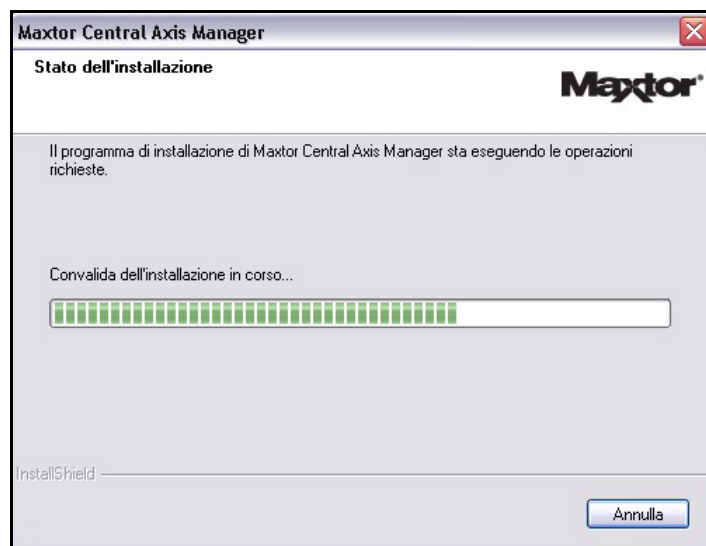 Maxtor Central Axis Manager
Stato dell'installazione
Maxtor
Il programma di installazione di Maxtor Central Axis Manager sta eseguendo le operazioni
richieste.
Convalida dell'installazione in corso...
InstallShield
Annulla